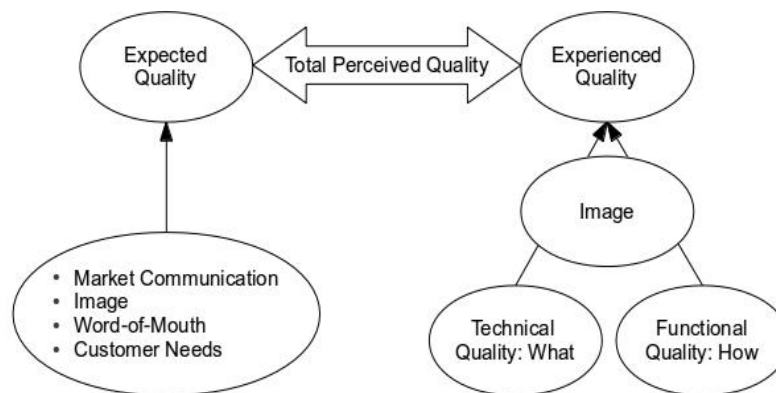 Expected
Quality
Total Perceived Quality
Experienced
Quality
Image
• Market Communication
• Image
• Word-of-Mouth
• Customer Needs
Technical
Quality: What
Functional
Quality: How